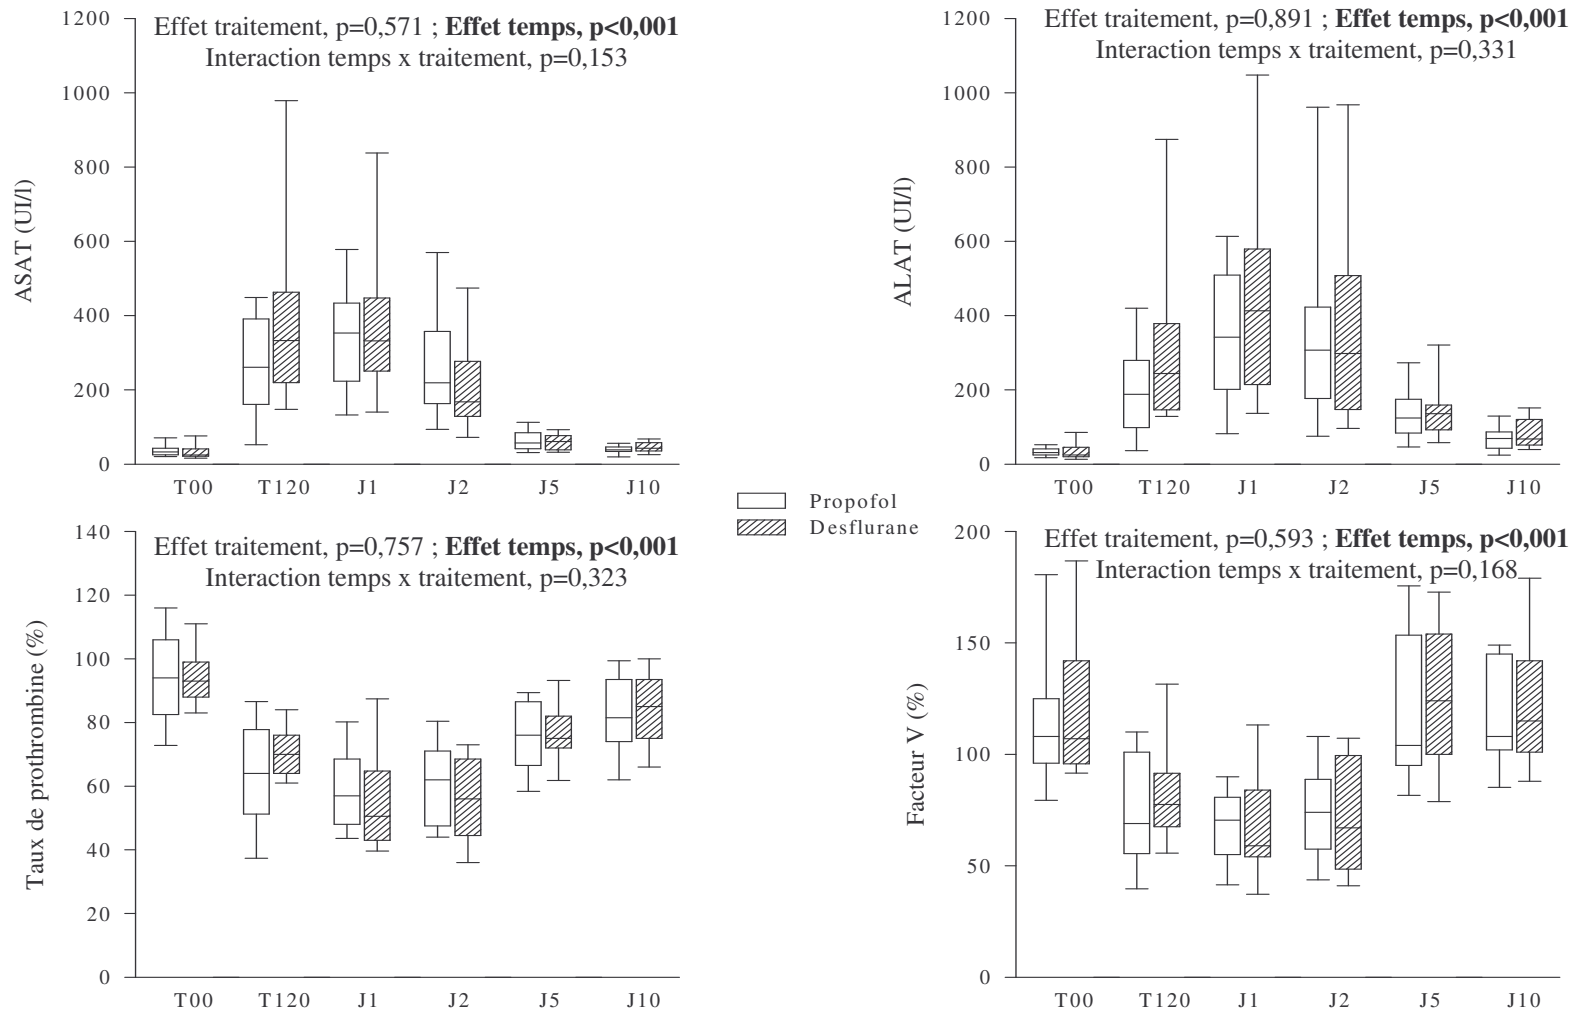 Effet traitement, p=0,571 ; Effet temps, p<0,001
Interaction temps x traitement, p=0,153
ASAT (UI/l)
1200
1000
800
600
400
200
0
T00 T120 J1 J2 J5 J10
Effet traitement, p=0,891 ; Effet temps, p<0,001
Interaction temps x traitement, p=0,331
ALAT (UI/l)
1200
1000
800
600
400
200
0
T00 T120 J1 J2 J5 J10
Propofol
Desflurane
Effet traitement, p=0,757 ; Effet temps, p<0,001
Interaction temps x traitement, p=0,323
Taux de prothrombine (%)
140
120
100
80
60
40
20
0
T00 T120 J1 J2 J5 J10
Effet traitement, p=0,593 ; Effet temps, p<0,001
Interaction temps x traitement, p=0,168
Facteur V (%)
200
150
100
50
0
T00 T120 J1 J2 J5 J10